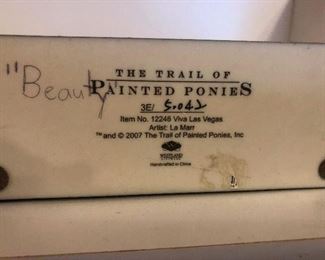 "Beauty"
THE TRAIL OF
PAINTED PONIES
3E/ 5.042
Item No. 12246 Viva Las Vegas
Artist: La Marr
™ and © 2007 The Trail of Painted Ponies, Inc
WESTLAND
Handcrafted in China